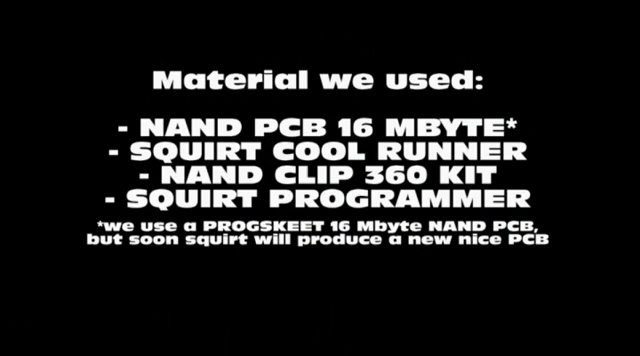 Material we used:
- NAND PCB 16 MBYTE*
- SQUIRT COOL RUNNER
- NAND CLIP 360 KIT
- SQUIRT PROGRAMMER
*we use a PROGSKEET 16 Mbyte NAND PCB,
but soon squirt will produce a new nice PCB